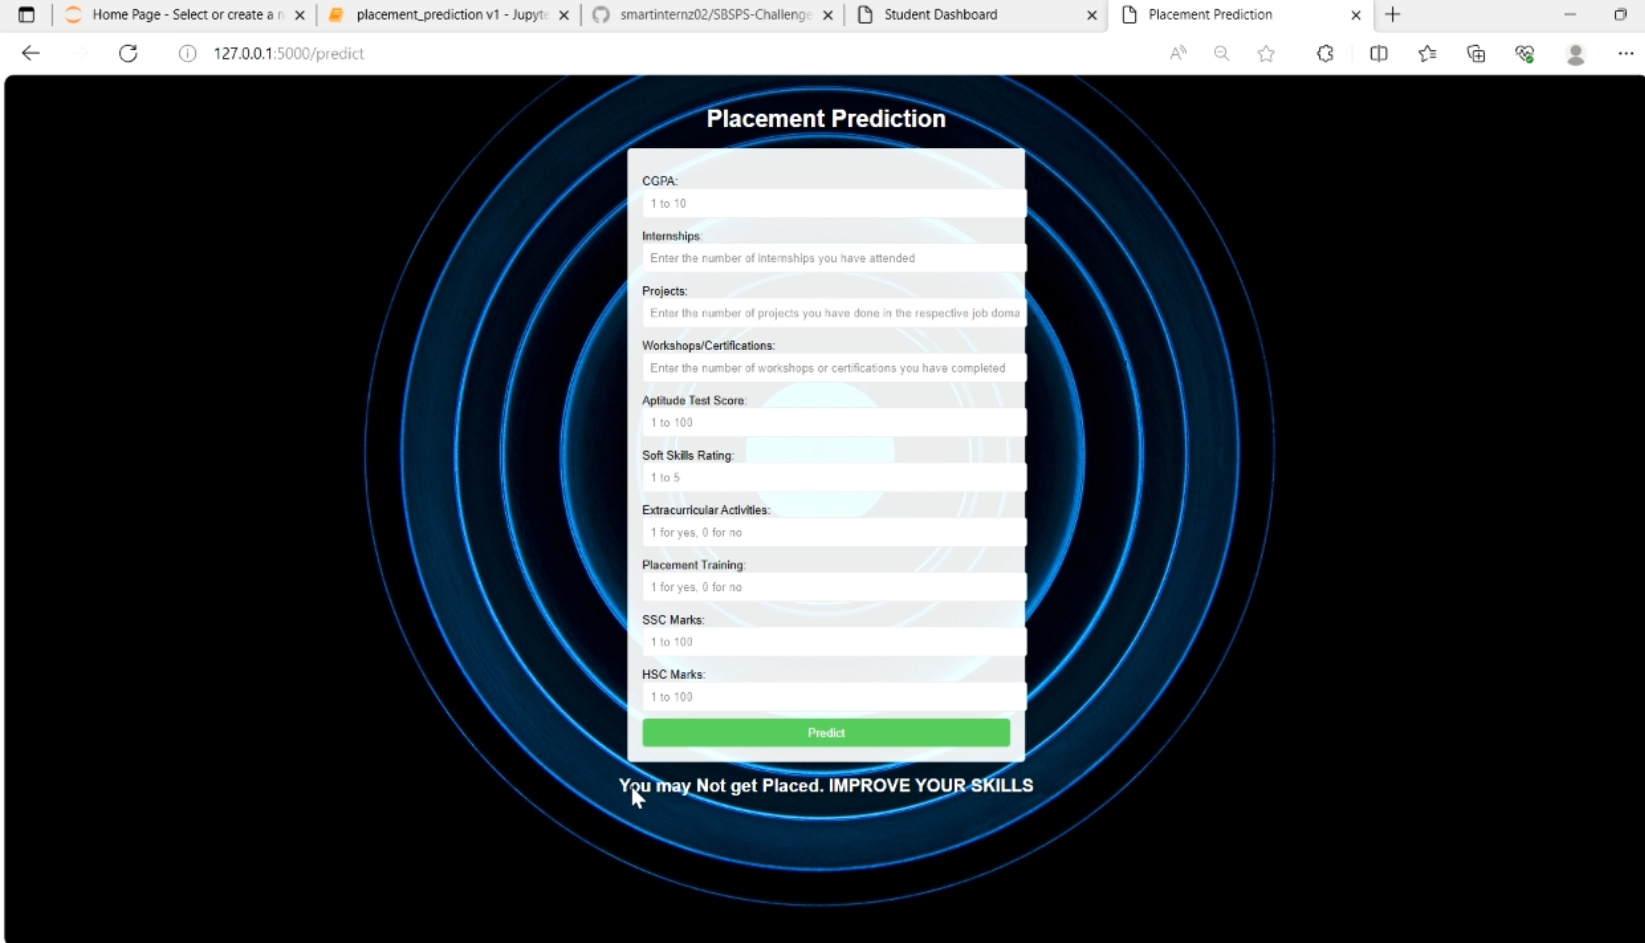 Home Page - Select or create a n
placement_prediction v1 - Jupyte
smartinternz02/SBSPS-Challenge
Student Dashboard
Placement Prediction
127.0.0.1:5000/predict
Placement Prediction
CGPA:
1 to 10
Internships:
Enter the number of internships you have attended
Projects:
Enter the number of projects you have done in the respective job doma
Workshops/Certifications:
Enter the number of workshops or certifications you have completed
Aptitude Test Score:
1 to 100
Soft Skills Rating:
1 to 5
Extracurricular Activities:
1 for yes, 0 for no
Placement Training:
1 for yes, 0 for no
SSC Marks:
1 to 100
HSC Marks:
1 to 100
Predict
You may Not get Placed. IMPROVE YOUR SKILLS